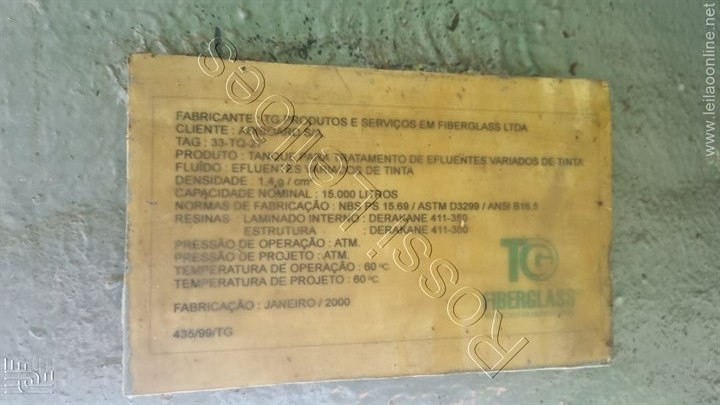 FABRICANTE : TG PRODUTOS E SERVIÇOS EM FIBERGLASS LTDA
CLIENTE : S/A
TAG : 33-TQ-
PRODUTO : TANQUE PARA TRATAMENTO DE EFLUENTES VARIADOS DE TINTA
FLUÍDO : EFLUENTES VARIADOS DE TINTA
DENSIDADE : 1,4 g / cm³
CAPACIDADE NOMINAL : 15.000 LITROS
NORMAS DE FABRICAÇÃO : NBS PS 15.69 / ASTM D3299 / ANSI B16.5
RESINAS LAMINADO INTERNO : DERAKANE 411-350
ESTRUTURA : DERAKANE 411-350
PRESSÃO DE OPERAÇÃO : ATM.
PRESSÃO DE PROJETO : ATM.
TEMPERATURA DE OPERAÇÃO : 60 ºC
TEMPERATURA DE PROJETO : 60 ºC
FABRICAÇÃO : JANEIRO / 2000
435/99/TG
TG
FIBERGLASS
Rossi Leiloes
www.leilaoonline.net